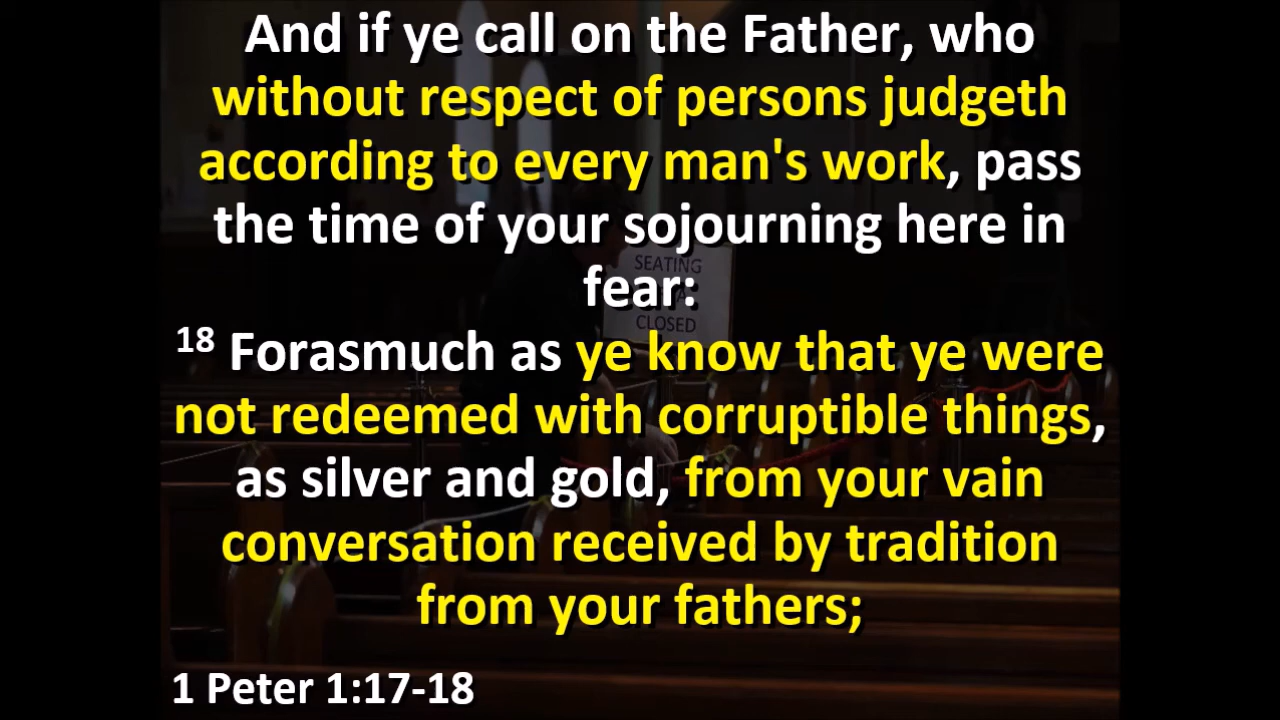 And if ye call on the Father, who
without respect of persons judgeth
according to every man's work, pass
the time of your sojourning here in
fear:
18 Forasmuch as ye know that ye were
not redeemed with corruptible things,
as silver and gold, from your vain
conversation received by tradition
from your fathers;
1 Peter 1:17-18
SEATING
CLOSED